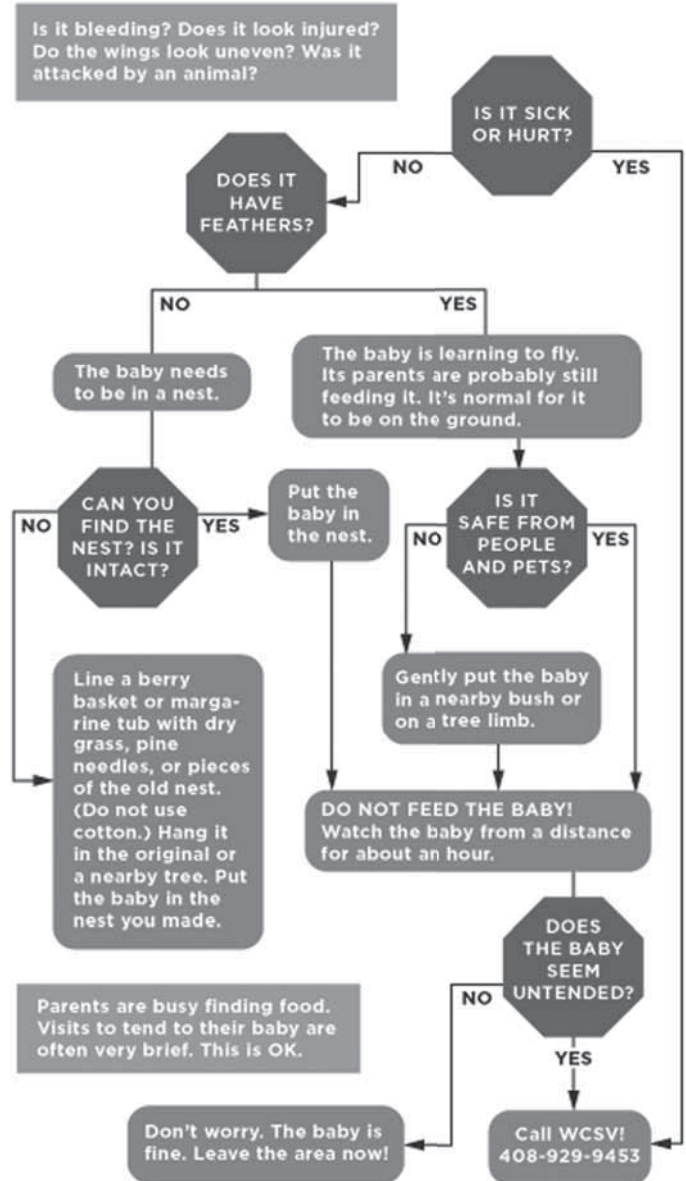 Is it bleeding? Does it look injured?
Do the wings look uneven? Was it
attacked by an animal?
IS IT SICK
OR HURT?
NO
YES
DOES IT
HAVE
FEATHERS?
NO
YES
The baby needs
to be in a nest.
The baby is learning to fly.
Its parents are probably still
feeding it. It's normal for it
to be on the ground.
CAN YOU
FIND THE
NEST? IS IT
INTACT?
NO
YES
Put the
baby in
the nest.
IS IT
SAFE FROM
PEOPLE
AND PETS?
NO
YES
Line a berry
basket or marga-
rine tub with dry
grass, pine
needles, or pieces
of the old nest.
(Do not use
cotton.) Hang it
in the original or
a nearby tree. Put
the baby in the
nest you made.
Gently put the baby
in a nearby bush or
on a tree limb.
DO NOT FEED THE BABY!
Watch the baby from a distance
for about an hour.
DOES
THE BABY
SEEM
UNTENDED?
NO
YES
Parents are busy finding food.
Visits to tend to their baby are
often very brief. This is OK.
Don't worry. The baby is
fine. Leave the area now!
Call WCSV!
408-929-9453